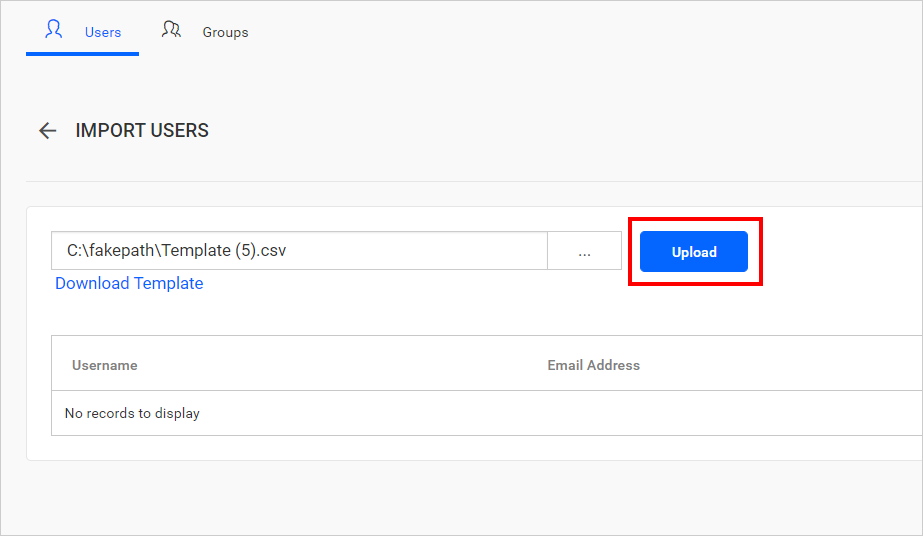 Users Groups
IMPORT USERS
C:\fakepath\Template (5).csv ... Upload
Download Template
Username Email Address
No records to display